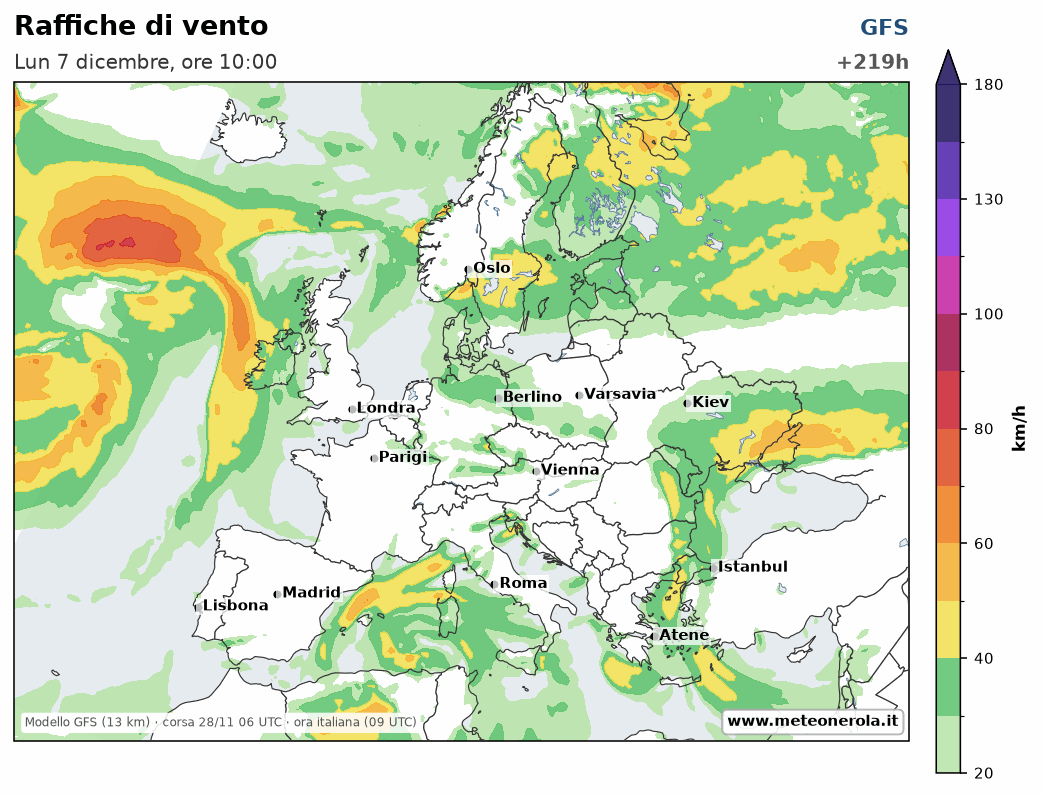 Raffiche di vento
GFS
Lun 7 dicembre, ore 10:00
+219h
180
130
100
80
60
40
20
km/h
Oslo
Londra
Berlino
Varsavia
Kiev
Parigi
Vienna
Istanbul
Roma
Madrid
Lisbona
Atene
Modello GFS (13 km) · corsa 28/11 06 UTC · ora italiana (09 UTC)
www.meteonerola.it